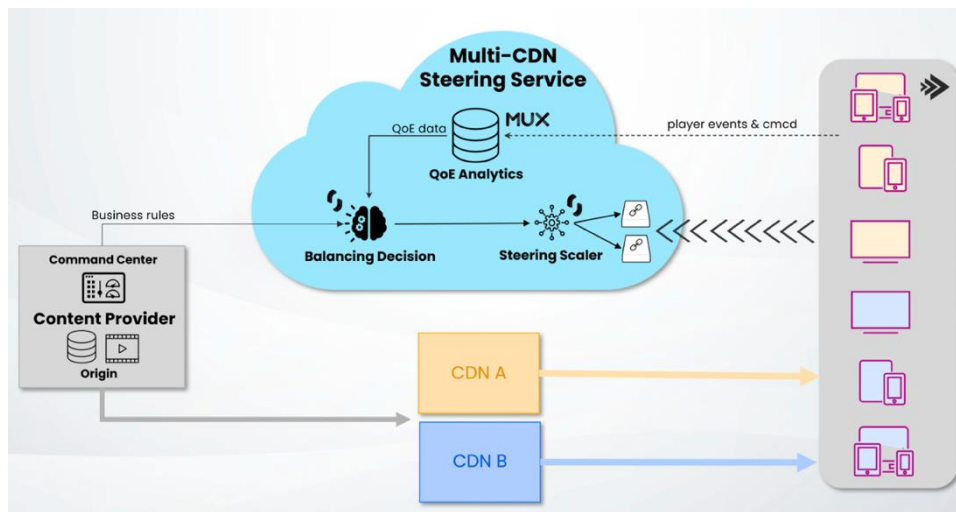 Multi-CDN
Steering Service
MUX
QoE data
player events & cmcd
QoE Analytics
Business rules
Balancing Decision
Steering Scaler
Command Center
Content Provider
Origin
CDN A
CDN B